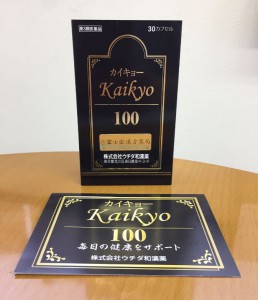 第3類医薬品
30カプセル
カイキョー
Kaikyo
100
株式会社ウチダ和漢薬
カイキョー
Kaikyo
100
毎日の健康をサポート
株式会社ウチダ和漢薬